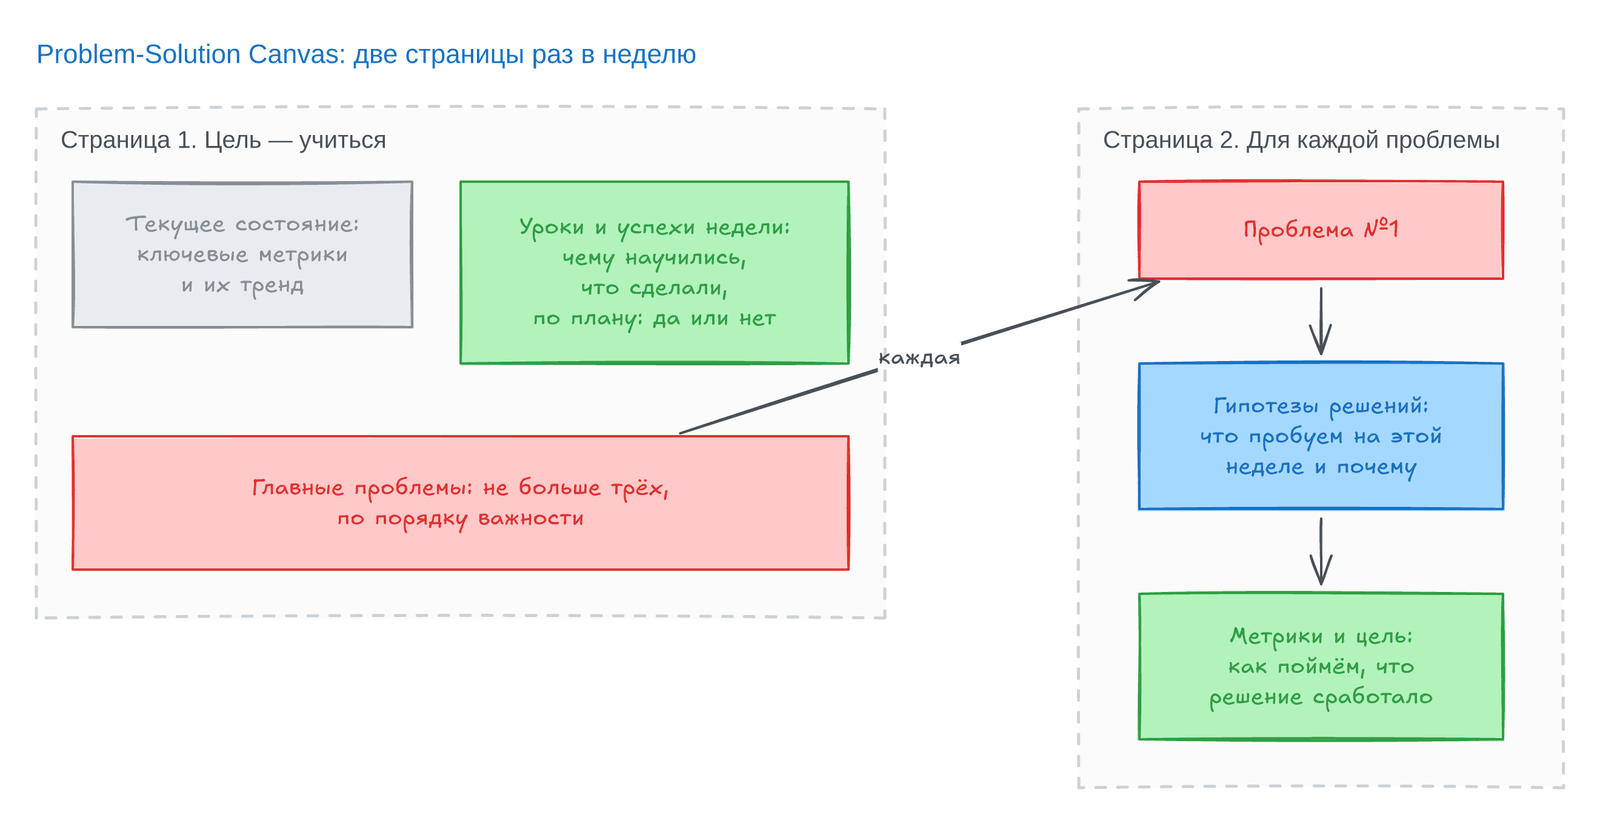 Problem-Solution Canvas: две страницы раз в неделю
Страница 1. Цель — учиться
Текущее состояние:
ключевые метрики
и их тренд
Уроки и успехи недели:
чему научились,
что сделали,
по плану: да или нет
Главные проблемы: не больше трёх,
по порядку важности
каждая
Страница 2. Для каждой проблемы
Проблема №1
Гипотезы решений:
что пробуем на этой
неделе и почему
Метрики и цель:
как поймём, что
решение сработало